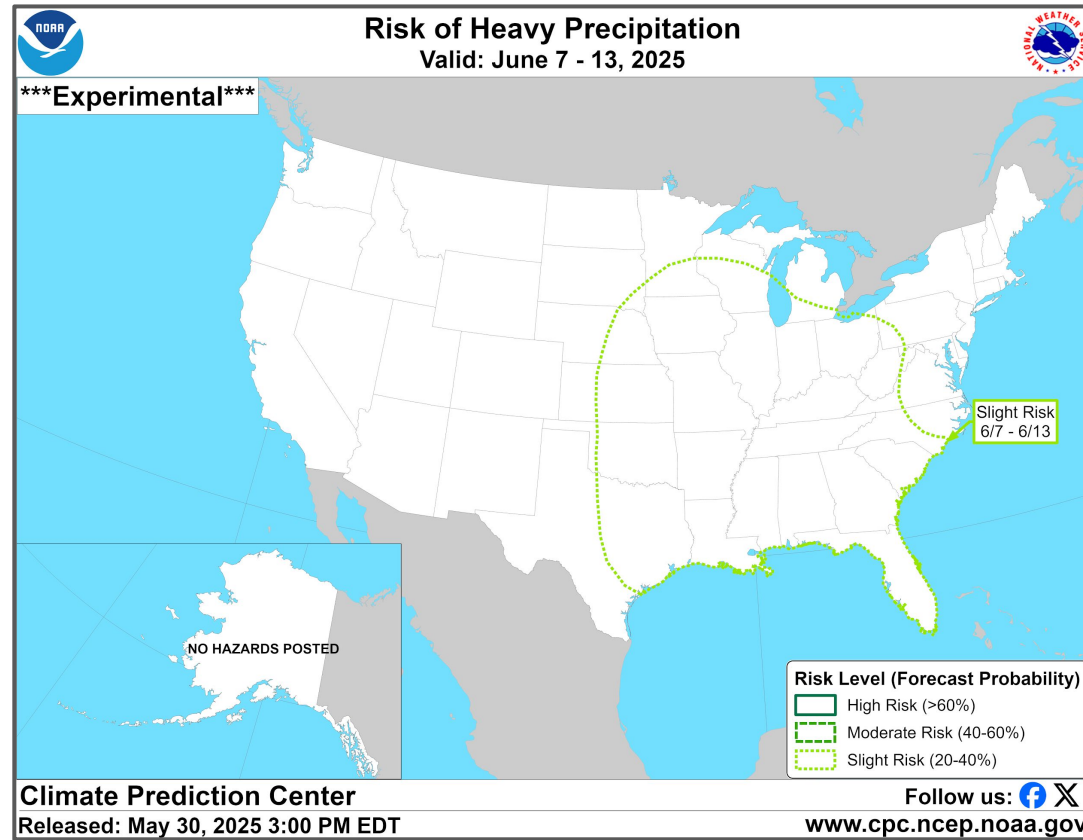 NOAA
Risk of Heavy Precipitation
Valid: June 7 - 13, 2025
NATIONAL WEATHER SERVICE
***Experimental***
Slight Risk
6/7 - 6/13
NO HAZARDS POSTED
Risk Level (Forecast Probability)
High Risk (>60%)
Moderate Risk (40-60%)
Slight Risk (20-40%)
Climate Prediction Center
Follow us:
Released: May 30, 2025 3:00 PM EDT
www.cpc.ncep.noaa.gov